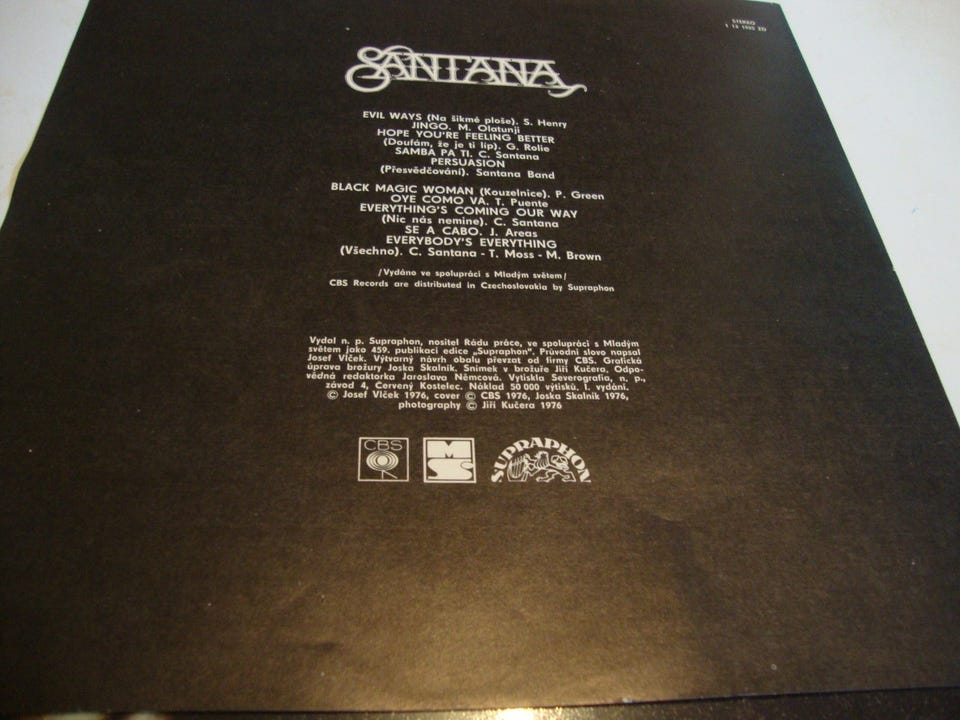 STEREO
1 13 1985 ZD
SANTANA
EVIL WAYS (Na šikmé ploše). S. Henry
JINGO. M. Olatunji
HOPE YOU'RE FEELING BETTER
(Doufám, že je ti líp). G. Rolie
SAMBA PA TI. C. Santana
PERSUASION
(Přesvědčování). Santana Band
BLACK MAGIC WOMAN (Kouzelnice). P. Green
OYE COMO VÁ. T. Puente
EVERYTHING'S COMING OUR WAY
(Nic nás nemine). C. Santana
SE A CABO. J. Areas
EVERYBODY'S EVERYTHING
(Všechno). C. Santana - T. Moss - M. Brown
/Vydáno ve spolupráci s Mladým světem/
CBS Records are distributed in Czechoslovakia by Supraphon
Vydal n. p. Supraphon, nositel Řádu práce, ve spolupráci s Mladým
světem jako 459. publikaci edice „Supraphon". Průvodní slovo napsal
Josef Vlček. Výtvarný návrh obalu převzat od firmy CBS. Grafická
úprava brožury Joska Skalník. Snímek v brožuře Jiří Kučera. Odpo-
vědná redaktorka Jaroslava Němcová. Vytiskla Severografia, n. p.,
závod 4, Červený Kostelec. Náklad 50 000 výtisků. I. vydání.
© Josef Vlček 1976, cover © CBS 1976, Joska Skalník 1976,
photography © Jiří Kučera 1976
CBS
MS
SUPRAPHON